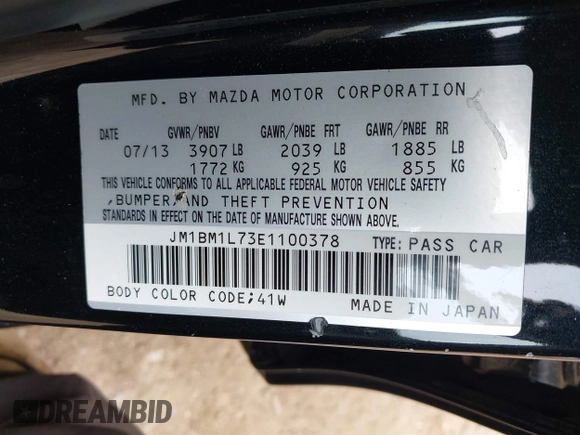 MFD. BY MAZDA MOTOR CORPORATION
DATE GVWR/PNBV GAWR/PNBE FRT GAWR/PNBE RR
07/13 3907 LB 2039 LB 1885 LB
1772 KG 925 KG 855 KG
THIS VEHICLE CONFORMS TO ALL APPLICABLE FEDERAL MOTOR VEHICLE SAFETY
,BUMPER, AND THEFT PREVENTION
STANDARDS IN EFFECT ON THE DATE OF MANUFACTURE SHOWN ABOVE.
JM1BM1L73E1100378 TYPE: PASS CAR
BODY COLOR CODE;41W MADE IN JAPAN
DREAMBID